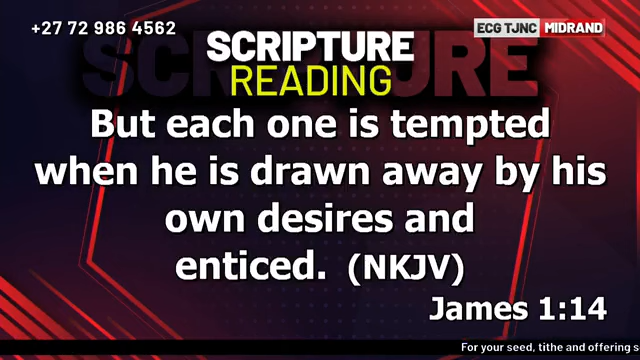 +27 72 986 4562
ECG TJNC MIDRAND
SCRIPTURE
READING
But each one is tempted
when he is drawn away by his
own desires and
enticed. (NKJV)
James 1:14
For your seed, tithe and offering s